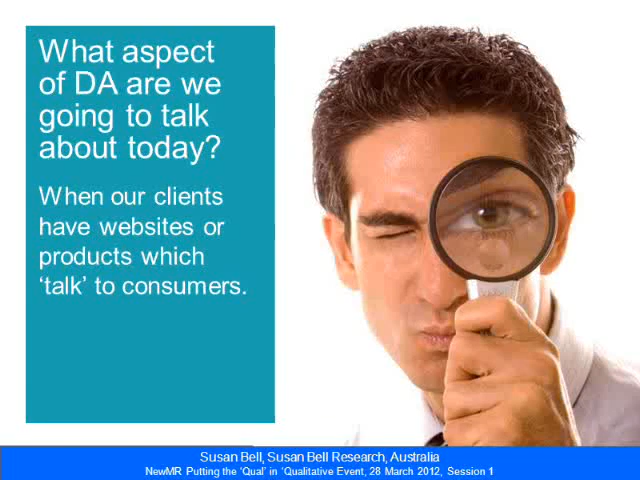 What aspect
of DA are we
going to talk
about today?
When our clients
have websites or
products which
‘talk’ to consumers.
Susan Bell, Susan Bell Research, Australia
NewMR Putting the ‘Qual’ in ‘Qualitative Event, 28 March 2012, Session 1